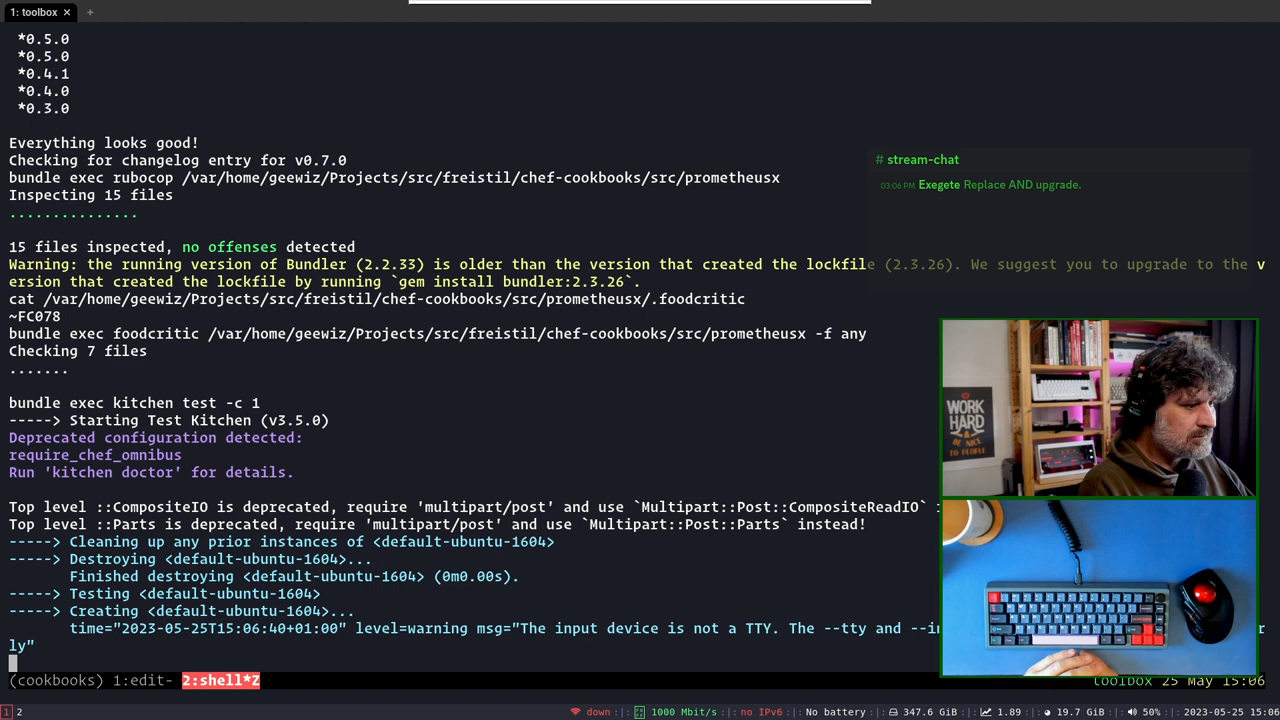 1: toolbox × +
*0.5.0
*0.5.0
*0.4.1
*0.4.0
*0.3.0
Everything looks good!
Checking for changelog entry for v0.7.0
bundle exec rubocop /var/home/geewiz/Projects/src/freistil/chef-cookbooks/src/prometheusx
Inspecting 15 files
...............
15 files inspected, no offenses detected
Warning: the running version of Bundler (2.2.33) is older than the version that created the lockfile (2.3.26). We suggest you to upgrade to the v
ersion that created the lockfile by running `gem install bundler:2.3.26`.
cat /var/home/geewiz/Projects/src/freistil/chef-cookbooks/src/prometheusx/.foodcritic
~FC078
bundle exec foodcritic /var/home/geewiz/Projects/src/freistil/chef-cookbooks/src/prometheusx -f any
Checking 7 files
.......
bundle exec kitchen test -c 1
-----> Starting Test Kitchen (v3.5.0)
Deprecated configuration detected:
require_chef_omnibus
Run 'kitchen doctor' for details.
Top level ::CompositeIO is deprecated, require 'multipart/post' and use `Multipart::Post::CompositeReadIO`
Top level ::Parts is deprecated, require 'multipart/post' and use `Multipart::Post::Parts` instead!
-----> Cleaning up any prior instances of <default-ubuntu-1604>
-----> Destroying <default-ubuntu-1604>...
Finished destroying <default-ubuntu-1604> (0m0.00s).
-----> Testing <default-ubuntu-1604>
-----> Creating <default-ubuntu-1604>...
time="2023-05-25T15:06:40+01:00" level=warning msg="The input device is not a TTY. The --tty and --in r
ly"
(cookbooks) 1:edit- 2:shell*Z toolbox 25 May 15:06
1 2 down :|: 1000 Mbit/s :|: no IPv6 :|: No battery :|: 347.6 GiB :|: 1.89 :|: 19.7 GiB :|: 50% :|: 2023-05-25 15:06
# stream-chat
03:06 PM Exegete Replace AND upgrade.
WORK
HARD
& BE NICE
TO PEOPLE